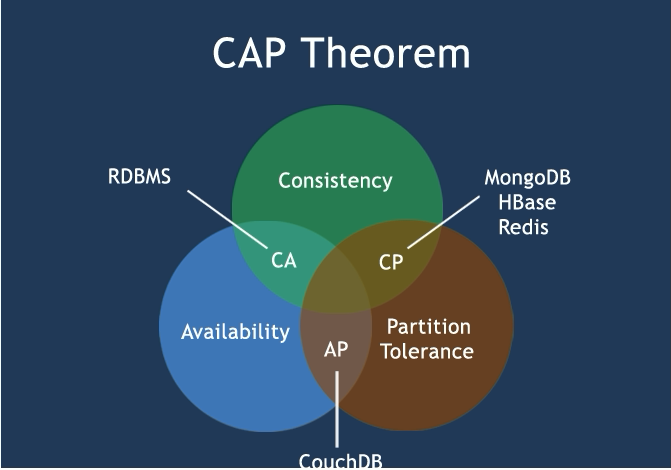 CAP Theorem
RDBMS
Consistency
MongoDB
HBase
Redis
CA
CP
Availability
Partition
Tolerance
AP
CouchDB